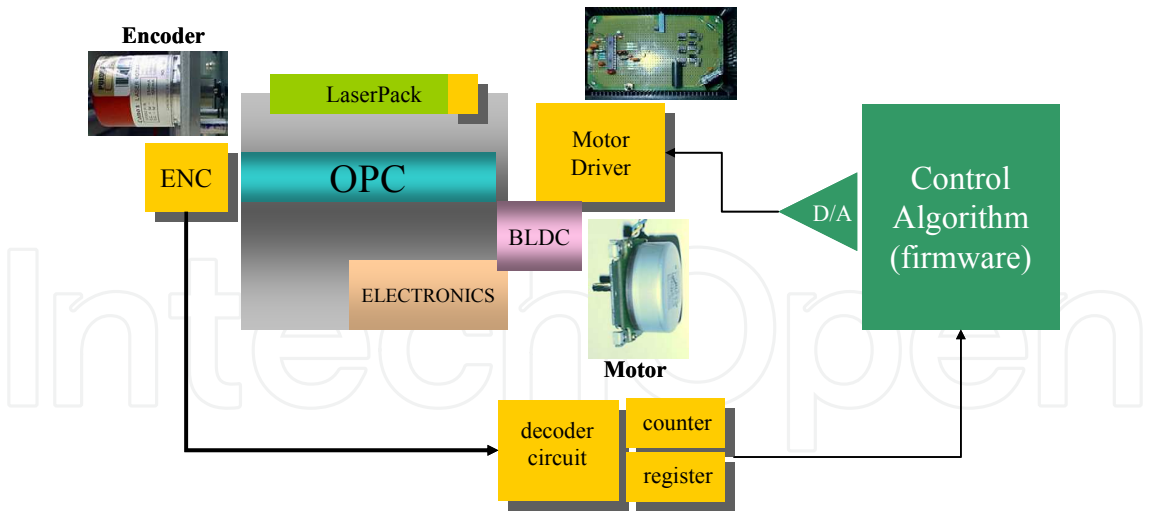 Encoder
LaserPack
Motor
Driver
ENC
OPC
BLDC
ELECTRONICS
D/A
Control
Algorithm
(firmware)
Motor
decoder
circuit
counter
register
IntechOpen